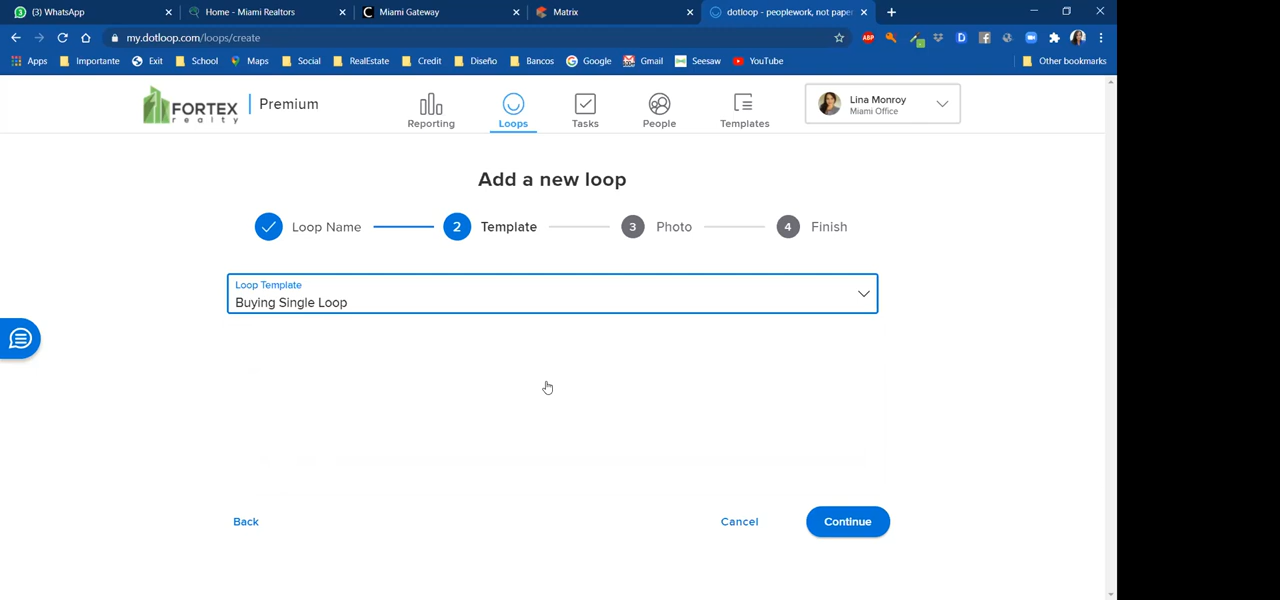 (3) WhatsApp
Home - Miami Realtors
Miami Gateway
Matrix
dotloop - peoplework, not pape
my.dotloop.com/loops/create
ABP
Apps
Importante
Exit
School
Maps
Social
RealEstate
Credit
Diseño
Bancos
Google
Gmail
Seesaw
YouTube
Other bookmarks
FORTEX
realty
Premium
Reporting
Loops
Tasks
People
Templates
Lina Monroy
Miami Office
Add a new loop
Loop Name
2 Template
3 Photo
4 Finish
Loop Template
Buying Single Loop
Back
Cancel
Continue